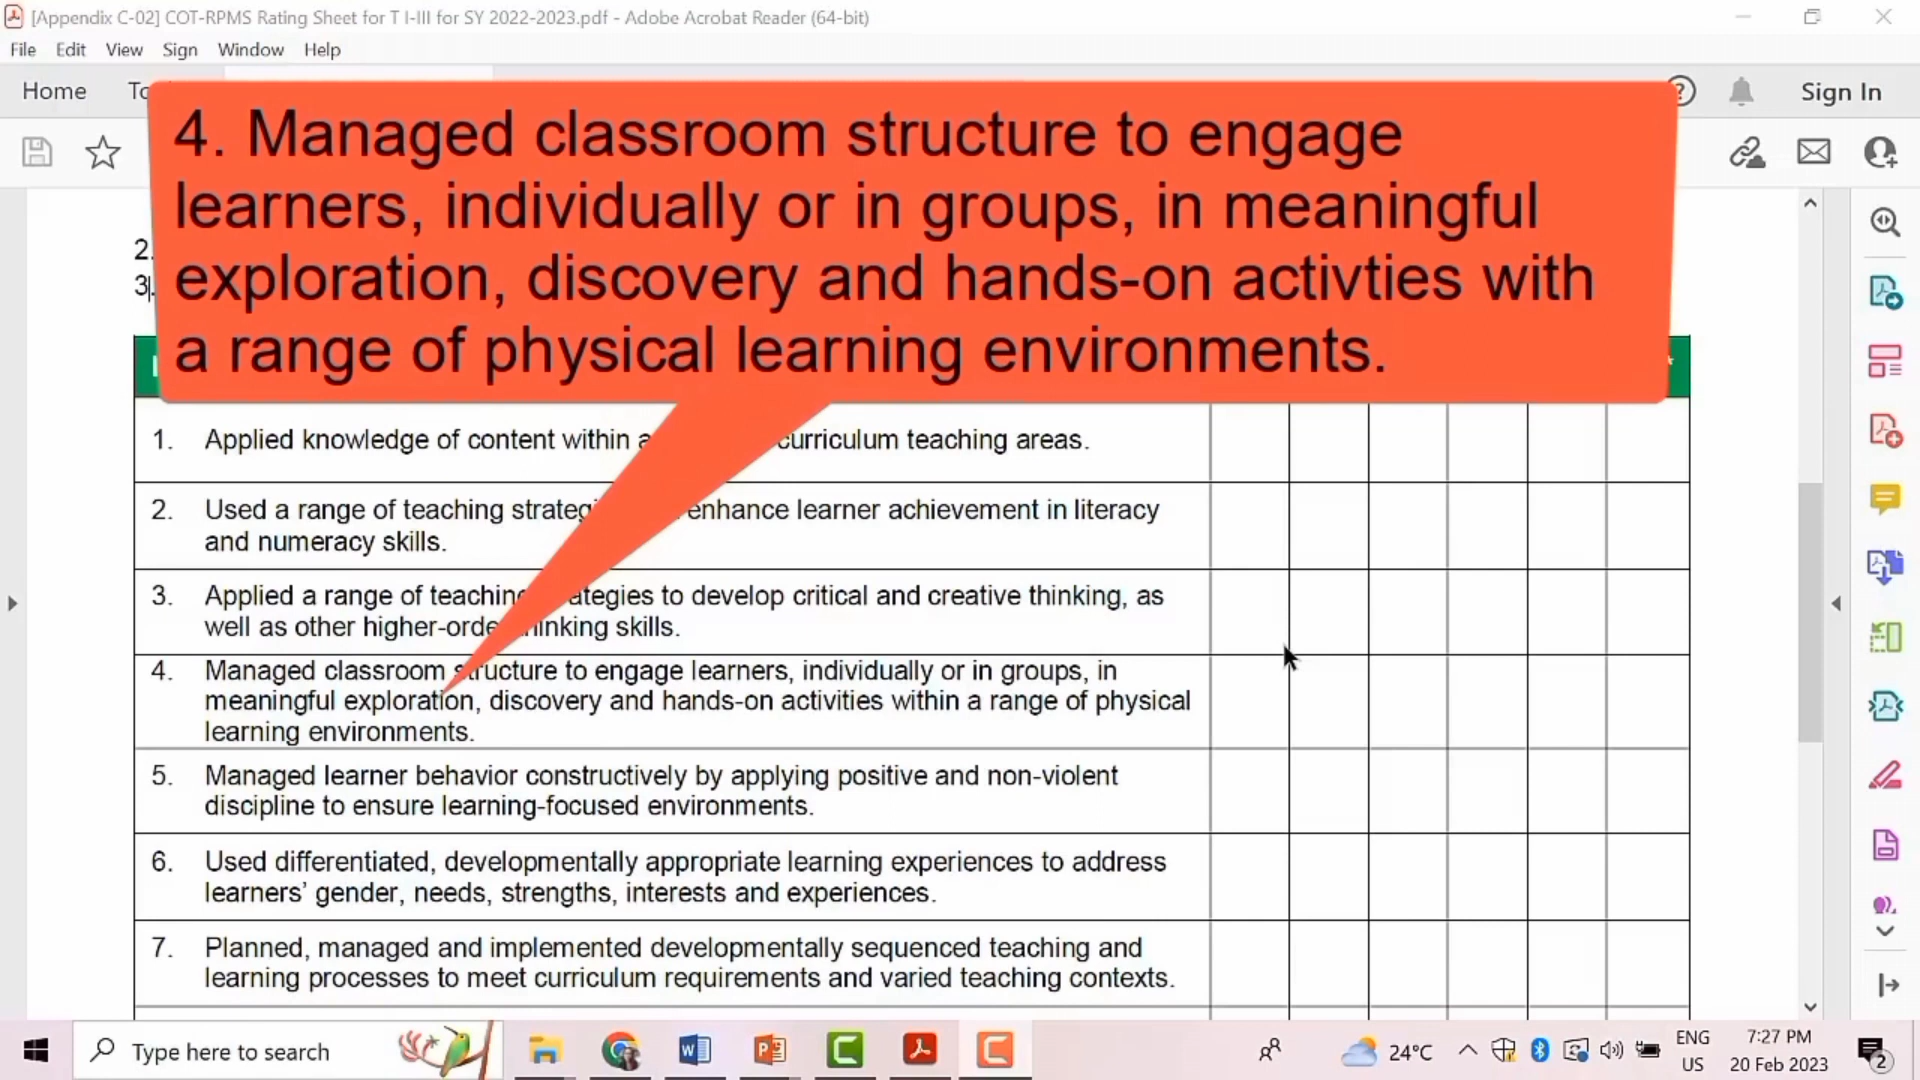 [Appendix C-02] COT-RPMS Rating Sheet for T I-III for SY 2022-2023.pdf - Adobe Acrobat Reader (64-bit)
File Edit View Sign Window Help
Home
Sign In
4. Managed classroom structure to engage
learners, individually or in groups, in meaningful
exploration, discovery and hands-on activties with
a range of physical learning environments.
2.
3.
1. Applied knowledge of content within curriculum teaching areas.
2. Used a range of teaching enhance learner achievement in literacy
and numeracy skills.
3. Applied a range of teaching to develop critical and creative thinking, as
well as other higher-order thinking skills.
4. Managed classroom structure to engage learners, individually or in groups, in
meaningful exploration, discovery and hands-on activities within a range of physical
learning environments.
5. Managed learner behavior constructively by applying positive and non-violent
discipline to ensure learning-focused environments.
6. Used differentiated, developmentally appropriate learning experiences to address
learners' gender, needs, strengths, interests and experiences.
7. Planned, managed and implemented developmentally sequenced teaching and
learning processes to meet curriculum requirements and varied teaching contexts.
Type here to search
24°C
ENG
US
7:27 PM
20 Feb 2023
2